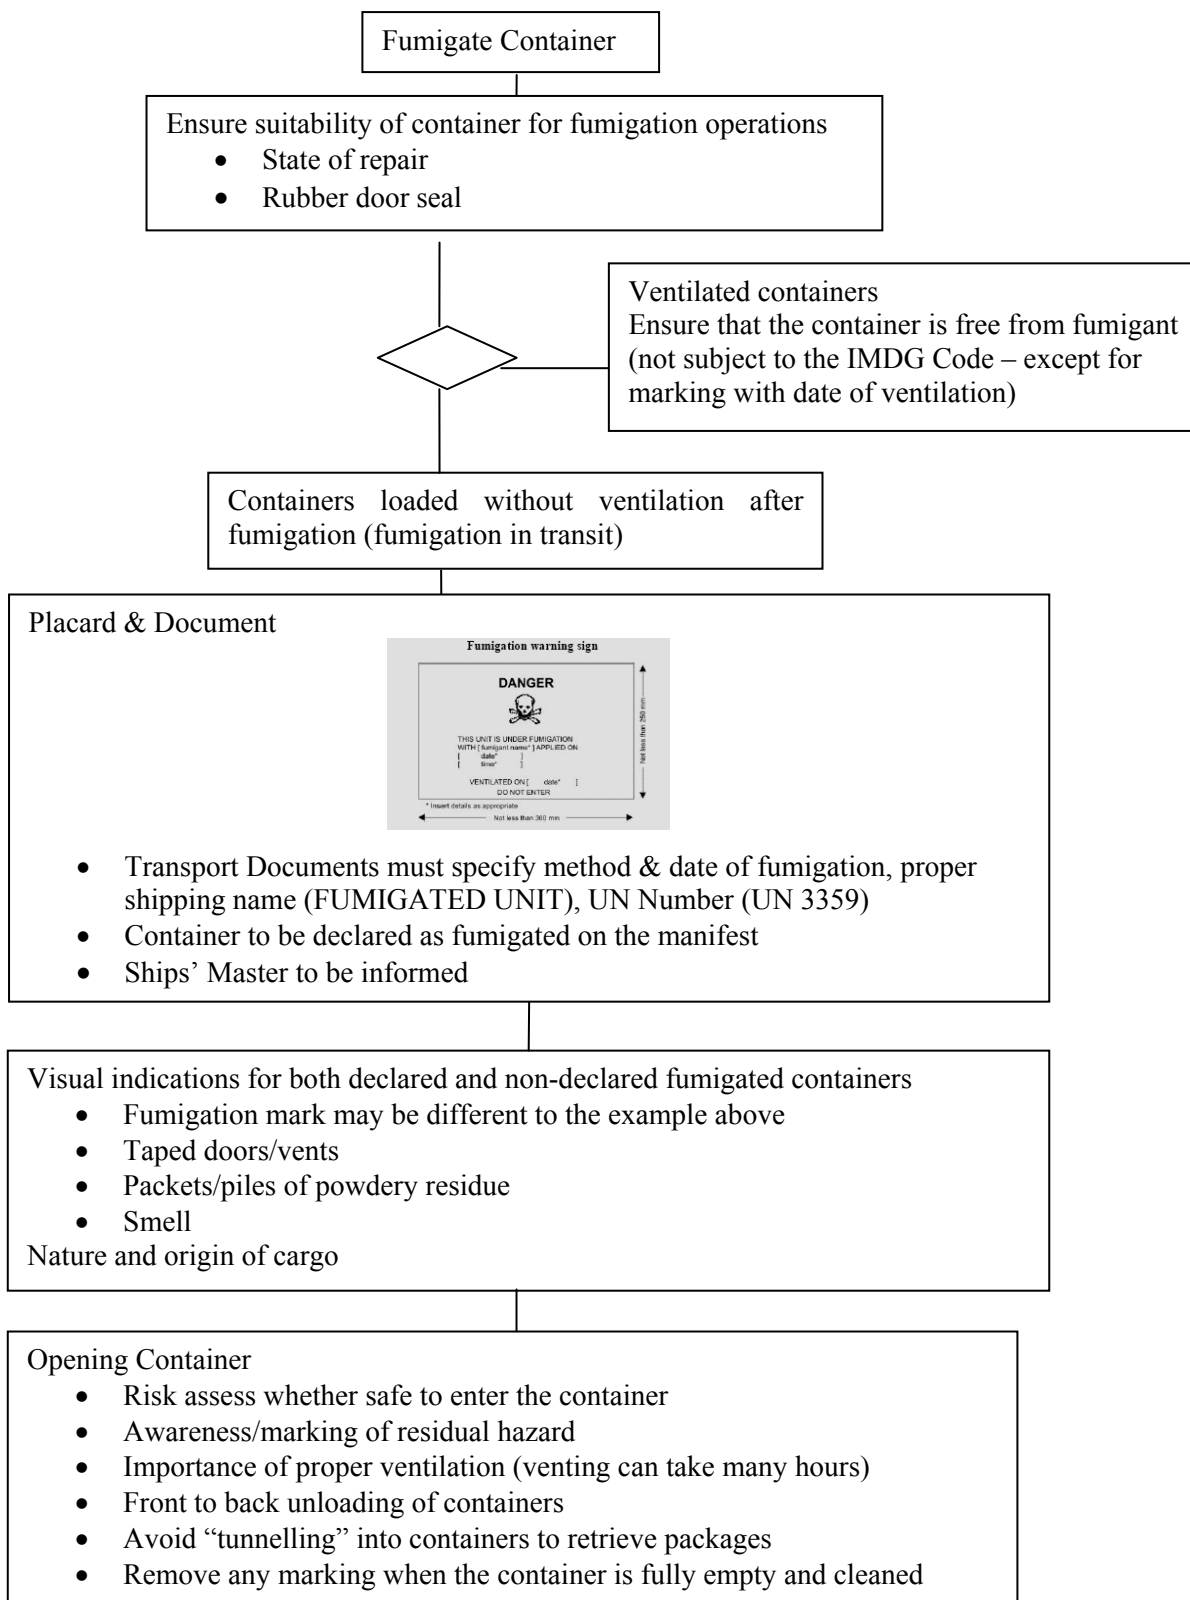 Fumigate Container
Ensure suitability of container for fumigation operations
• State of repair
• Rubber door seal
Ventilated containers
Ensure that the container is free from fumigant
(not subject to the IMDG Code – except for
marking with date of ventilation)
Containers loaded without ventilation after
fumigation (fumigation in transit)
Placard & Document
Fumigation warning sign
DANGER
THIS UNIT IS UNDER FUMIGATION
WITH [ fumigant name* ] APPLIED ON
[ date* ]
[ time* ]
VENTILATED ON [ date* ]
DO NOT ENTER
* Insert details as appropriate
Not less than 300 mm
Not less than 250 mm
• Transport Documents must specify method & date of fumigation, proper
shipping name (FUMIGATED UNIT), UN Number (UN 3359)
• Container to be declared as fumigated on the manifest
• Ships’ Master to be informed
Visual indications for both declared and non-declared fumigated containers
• Fumigation mark may be different to the example above
• Taped doors/vents
• Packets/piles of powdery residue
• Smell
Nature and origin of cargo
Opening Container
• Risk assess whether safe to enter the container
• Awareness/marking of residual hazard
• Importance of proper ventilation (venting can take many hours)
• Front to back unloading of containers
• Avoid “tunnelling” into containers to retrieve packages
• Remove any marking when the container is fully empty and cleaned